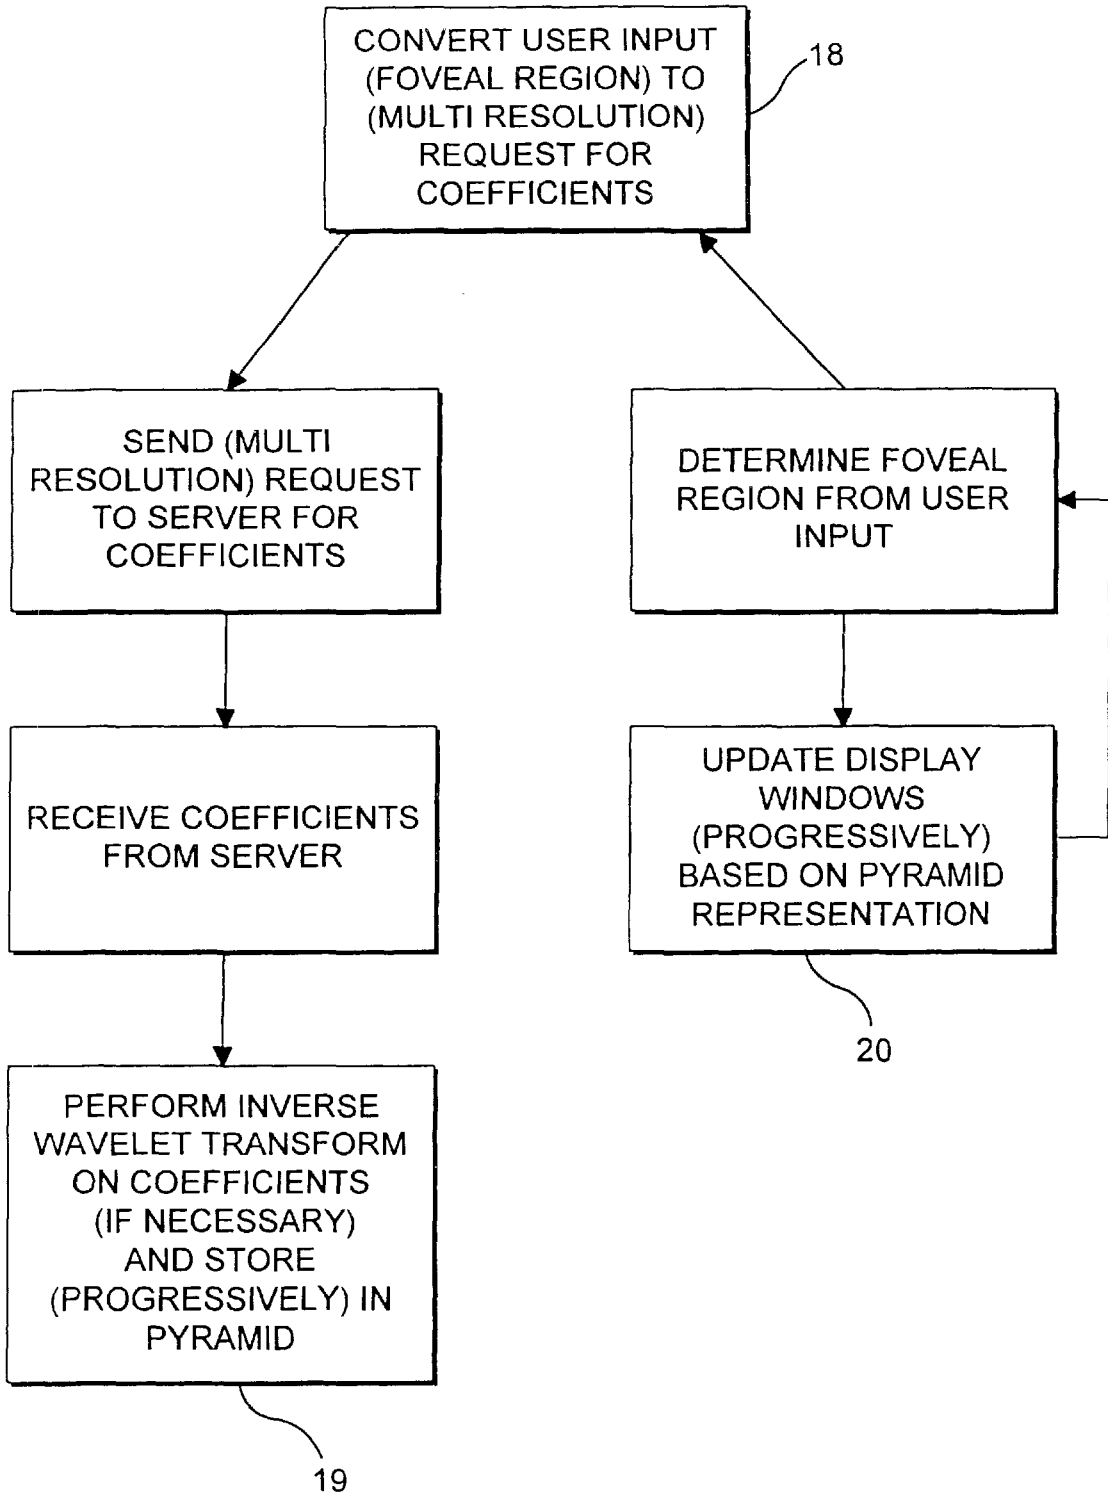 CONVERT USER INPUT
(FOVEAL REGION) TO
(MULTI RESOLUTION)
REQUEST FOR
COEFFICIENTS
18
SEND (MULTI
RESOLUTION) REQUEST
TO SERVER FOR
COEFFICIENTS
DETERMINE FOVEAL
REGION FROM USER
INPUT
RECEIVE COEFFICIENTS
FROM SERVER
UPDATE DISPLAY
WINDOWS
(PROGRESSIVELY)
BASED ON PYRAMID
REPRESENTATION
20
PERFORM INVERSE
WAVELET TRANSFORM
ON COEFFICIENTS
(IF NECESSARY)
AND STORE
(PROGRESSIVELY) IN
PYRAMID
19